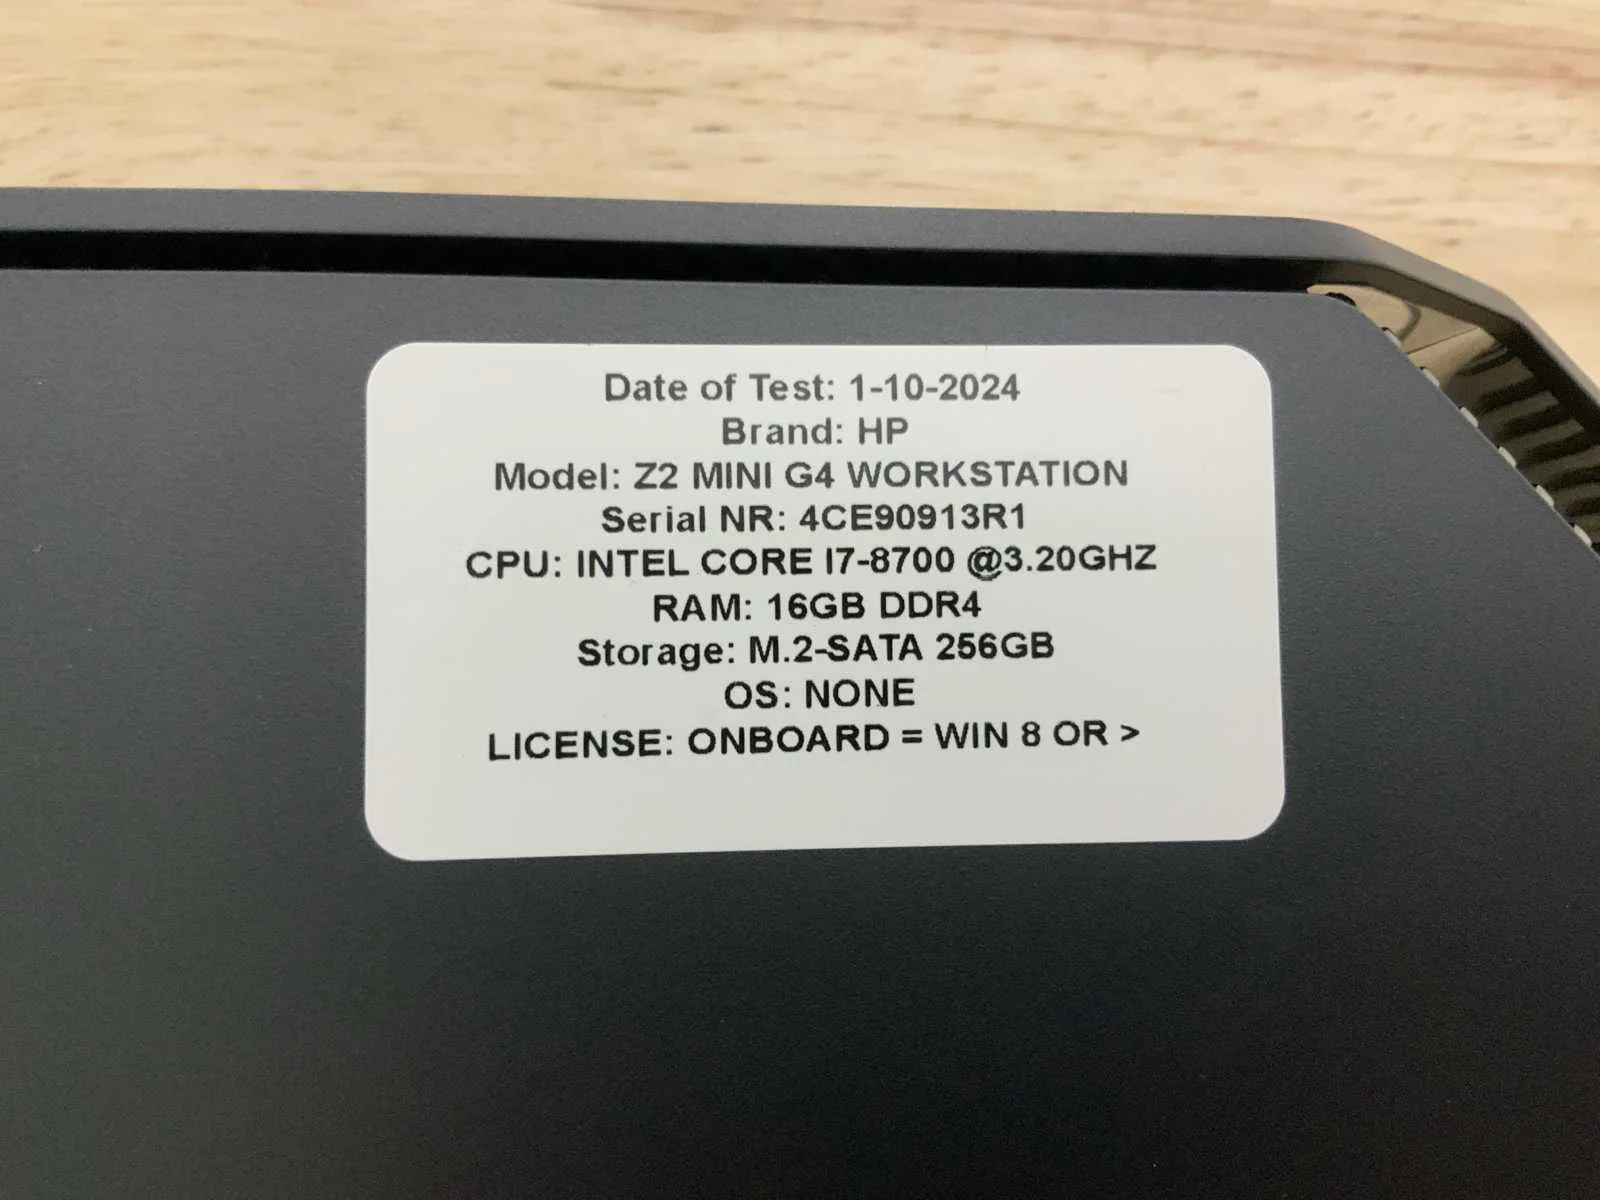 Date of Test: 1-10-2024
Brand: HP
Model: Z2 MINI G4 WORKSTATION
Serial NR: 4CE90913R1
CPU: INTEL CORE I7-8700 @3.20GHZ
RAM: 16GB DDR4
Storage: M.2-SATA 256GB
OS: NONE
LICENSE: ONBOARD = WIN 8 OR >